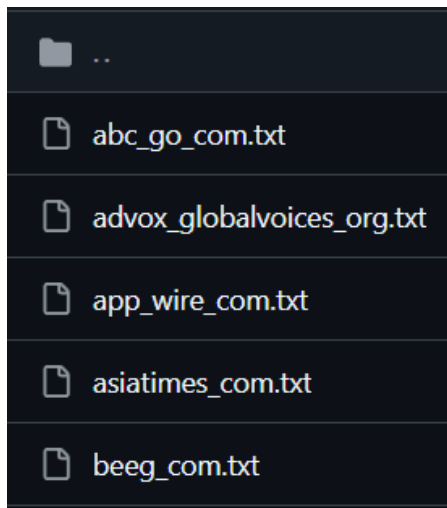 ..
abc_go_com.txt
advox_globalvoices_org.txt
app_wire_com.txt
asiatimes_com.txt
beeg_com.txt